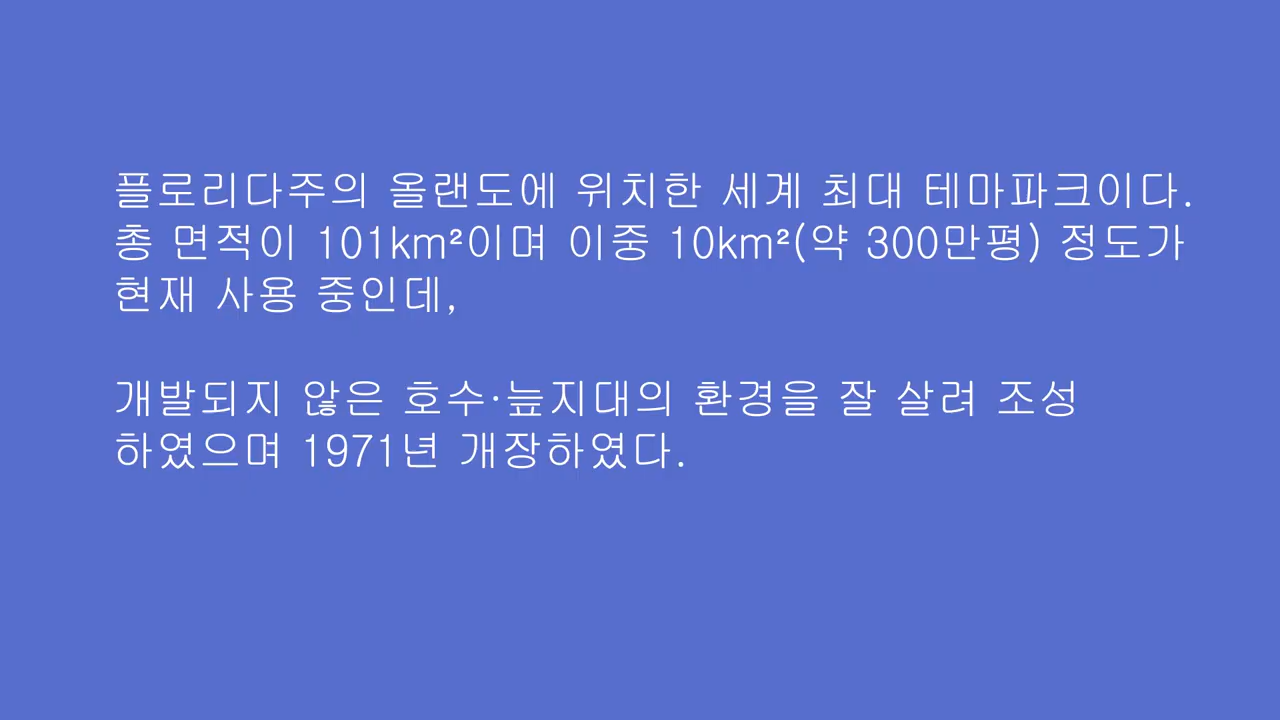 플로리다주의 올랜도에 위치한 세계 최대 테마파크이다.
총 면적이 101km²이며 이중 10km²(약 300만평) 정도가
현재 사용 중인데,
개발되지 않은 호수·늪지대의 환경을 잘 살려 조성
하였으며 1971년 개장하였다.